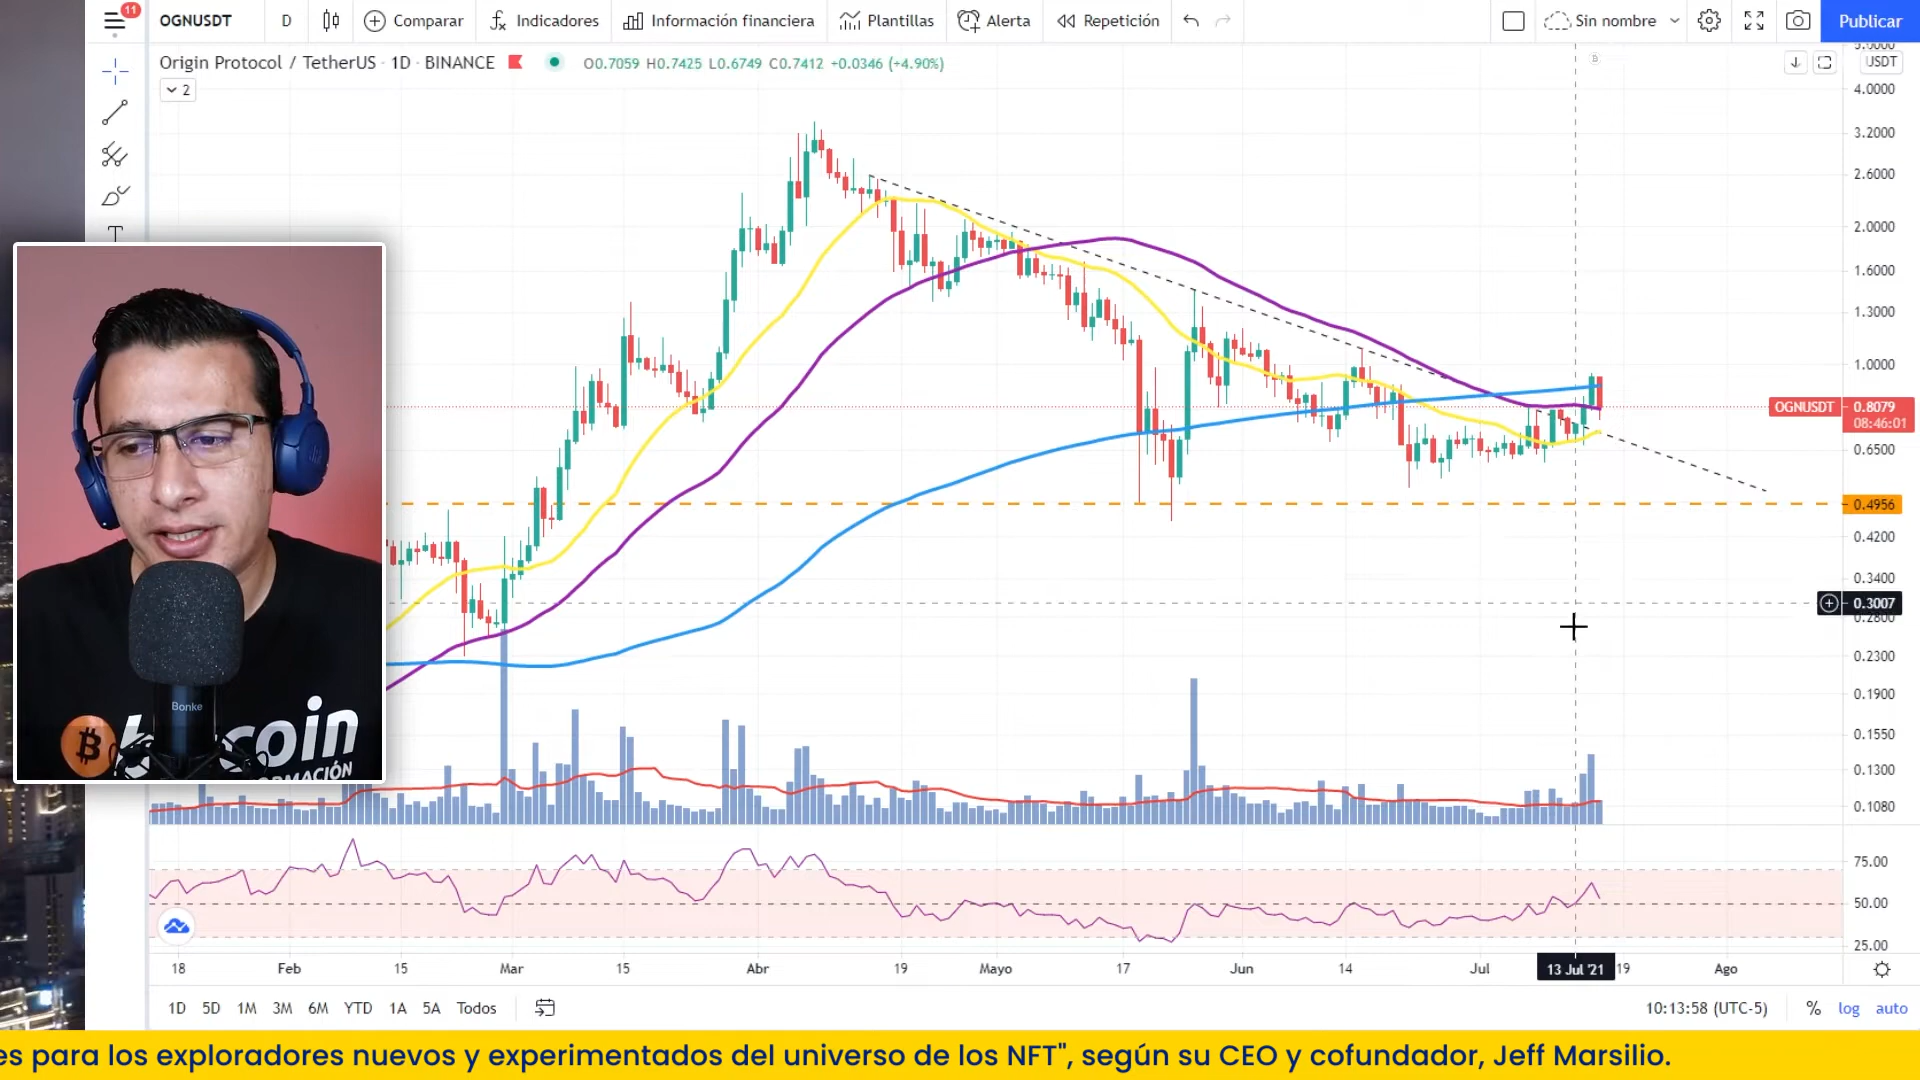 11
OGNUSDT D Comparar Indicadores Información financiera Plantillas Alerta Repetición Sin nombre Publicar
Origin Protocol / TetherUS · 1D · BINANCE O0.7059 H0.7425 L0.6749 C0.7412 +0.0346 (+4.90%)
2
USDT
5.0000
4.0000
3.2000
2.6000
2.0000
1.6000
1.3000
1.0000
OGNUSDT 0.8079
08:46:01
0.6500
0.4956
0.4200
0.3400
0.3007
0.2800
0.2300
0.1900
0.1550
0.1300
0.1080
75.00
50.00
25.00
Bonke
bitcoin
18 Feb 15 Mar 15 Abr 19 Mayo 17 Jun 14 Jul 13 Jul '21 19 Ago
1D 5D 1M 3M 6M YTD 1A 5A Todos 10:13:58 (UTC-5) % log auto
es para los exploradores nuevos y experimentados del universo de los NFT", según su CEO y cofundador, Jeff Marsilio.